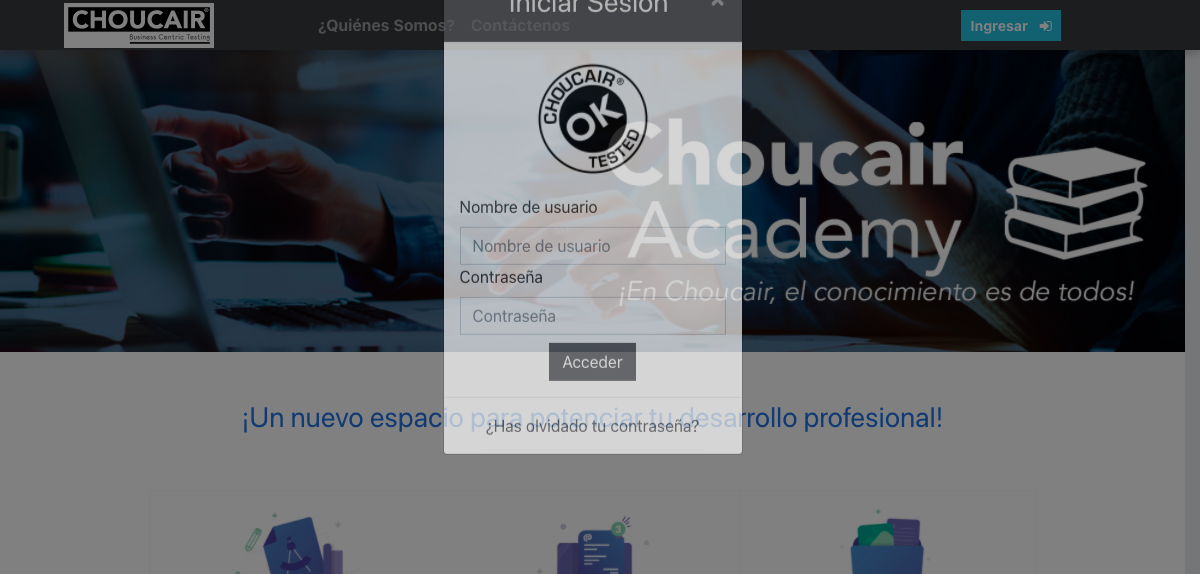 Iniciar Sesión
CHOUCAIR®
Business Centric Testing
¿Quiénes Somos?
Contáctenos
Ingresar
CHOUCAIR®
OK
TESTED
Choucair
Academy
¡En Choucair, el conocimiento es de todos!
Nombre de usuario
Nombre de usuario
Contraseña
Contraseña
Acceder
¡Un nuevo espacio para potenciar tu desarrollo profesional!
¿Has olvidado tu contraseña?